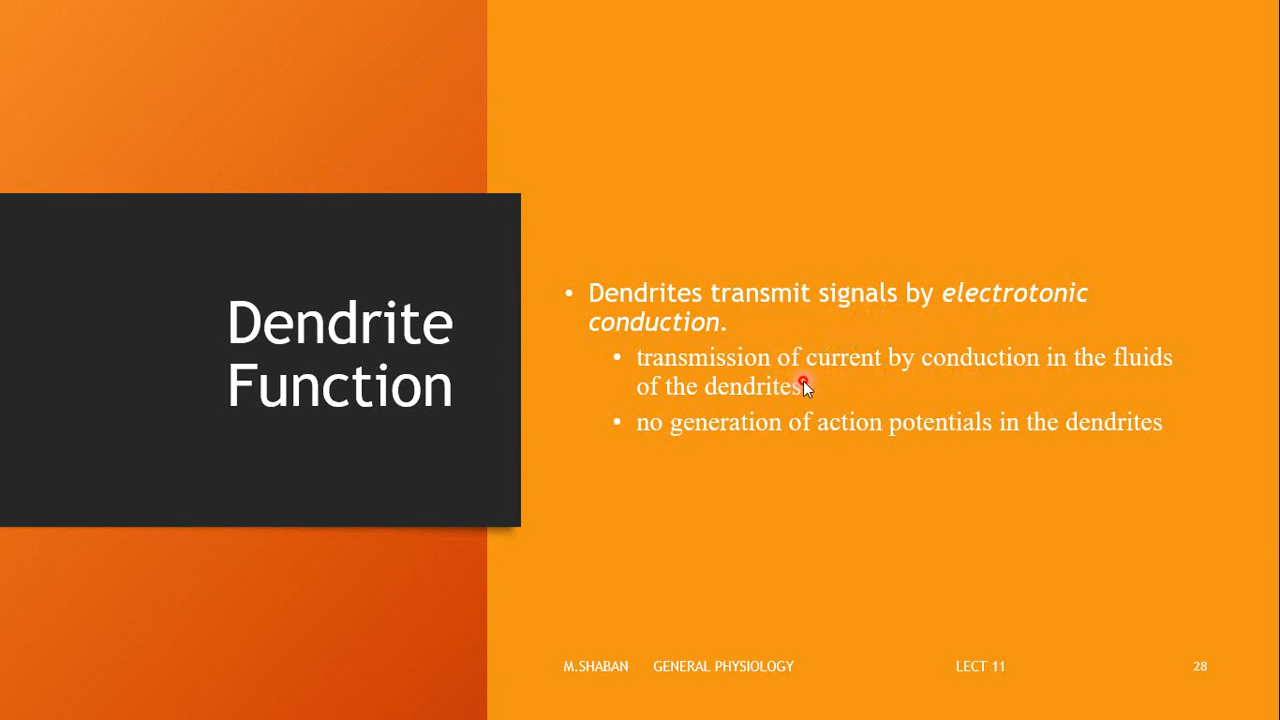 Dendrite
Function
• Dendrites transmit signals by electrotonic
conduction.
• transmission of current by conduction in the fluids
of the dendrites
• no generation of action potentials in the dendrites
M.SHABAN GENERAL PHYSIOLOGY LECT 11 28